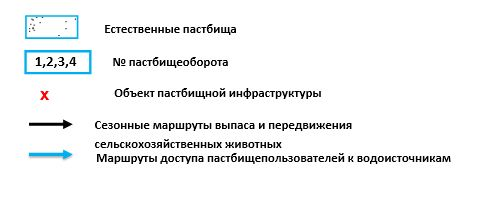 Естественные пастбища
1,2,3,4 № пастбищеоборота
x Объект пастбищной инфраструктуры
Сезонные маршруты выпаса и передвижения
сельскохозяйственных животных
Маршруты доступа пастбищепользователей к водоисточникам